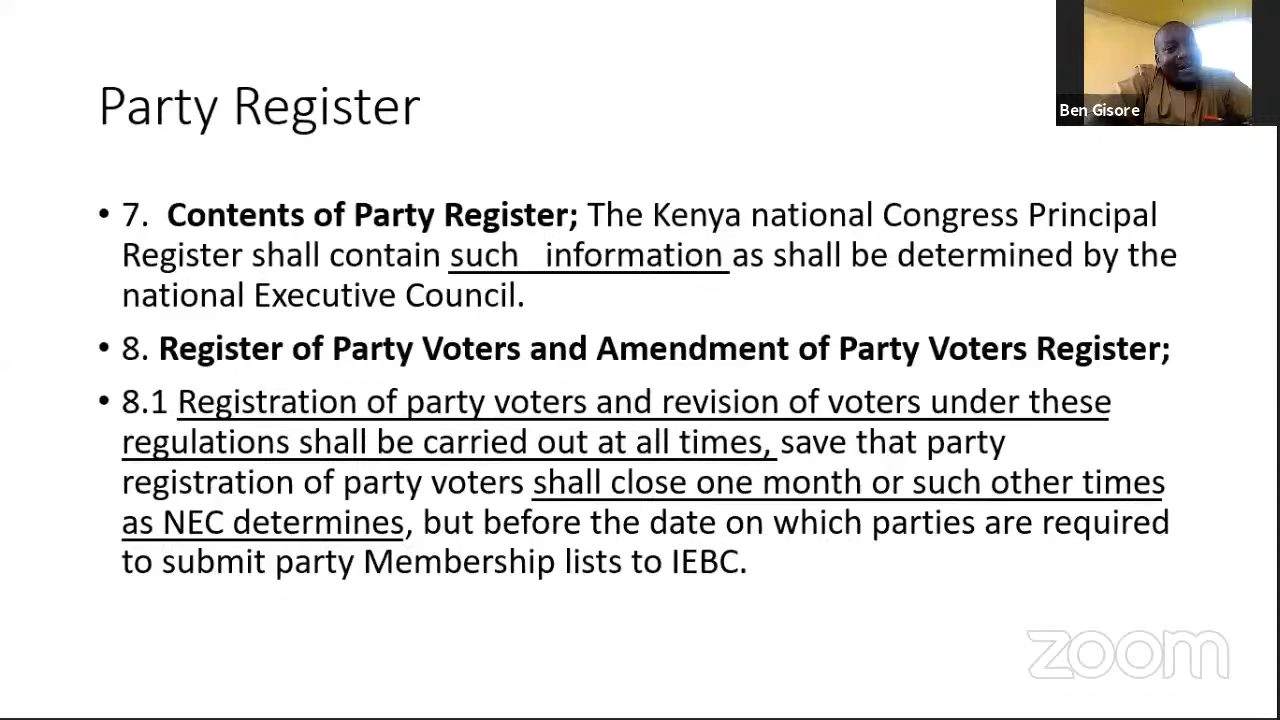 Party Register
Ben Gisore
• 7. Contents of Party Register; The Kenya national Congress Principal
Register shall contain such information as shall be determined by the
national Executive Council.
• 8. Register of Party Voters and Amendment of Party Voters Register;
• 8.1 Registration of party voters and revision of voters under these
regulations shall be carried out at all times, save that party
registration of party voters shall close one month or such other times
as NEC determines, but before the date on which parties are required
to submit party Membership lists to IEBC.
zoom